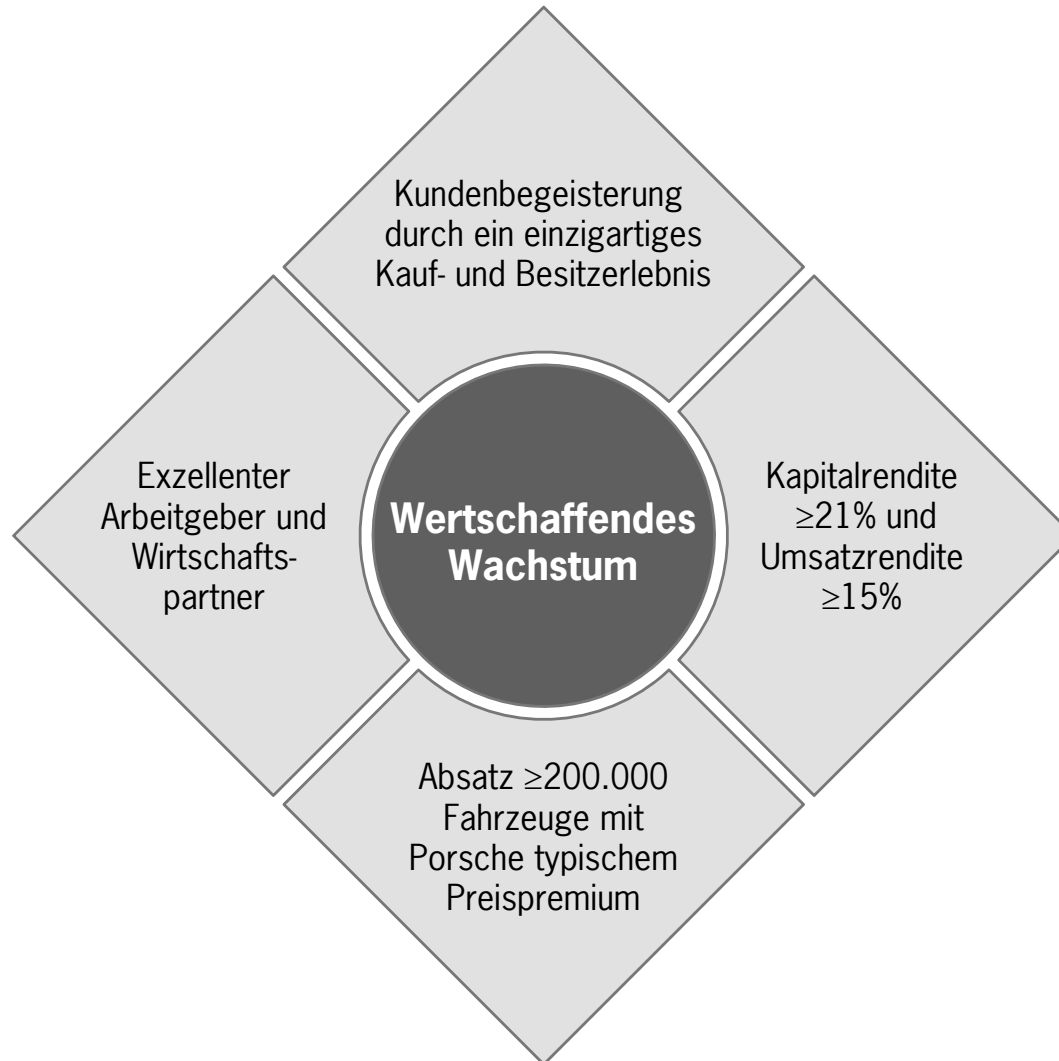 Kundenbegeisterung
durch ein einzigartiges
Kauf- und Besitzerlebnis
Exzellenter
Arbeitgeber und
Wirtschafts-
partner
Wertschaffendes
Wachstum
Kapitalrendite
≥21% und
Umsatzrendite
≥15%
Absatz ≥200.000
Fahrzeuge mit
Porsche typischem
Preispremium